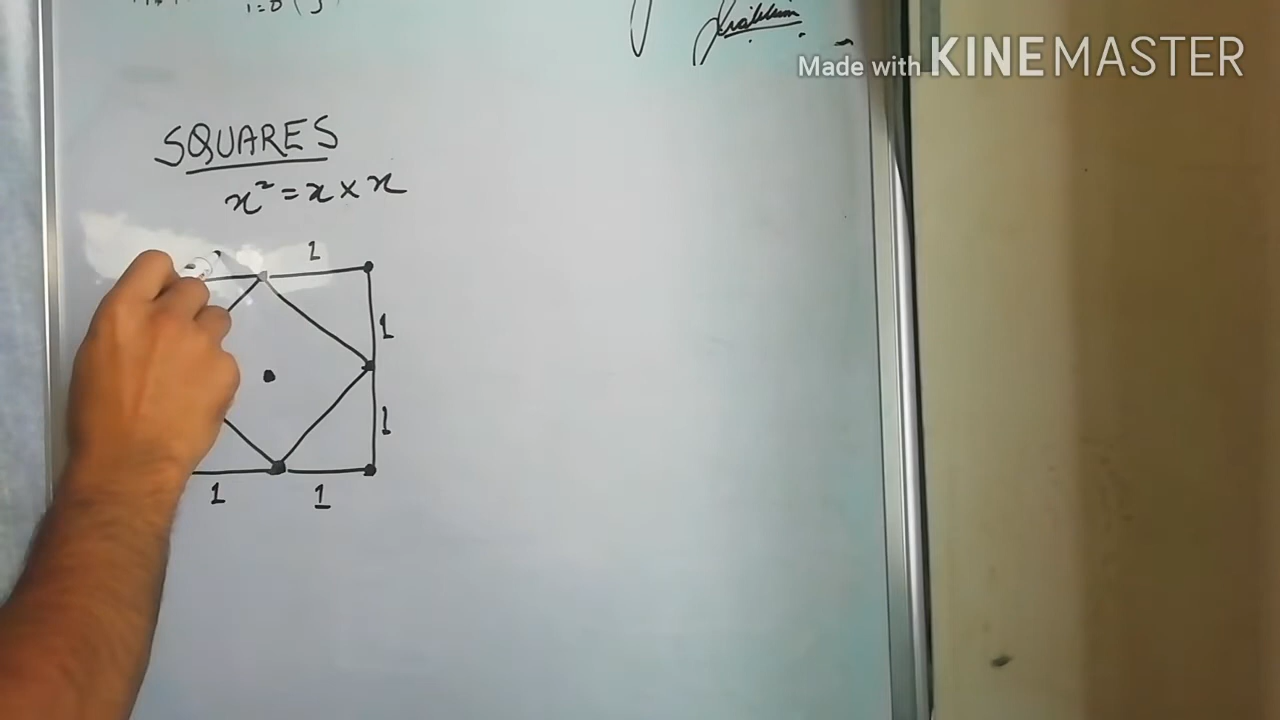 Made with KINEMASTER
SQUARES
x² = x × x
1
1
1
1 1